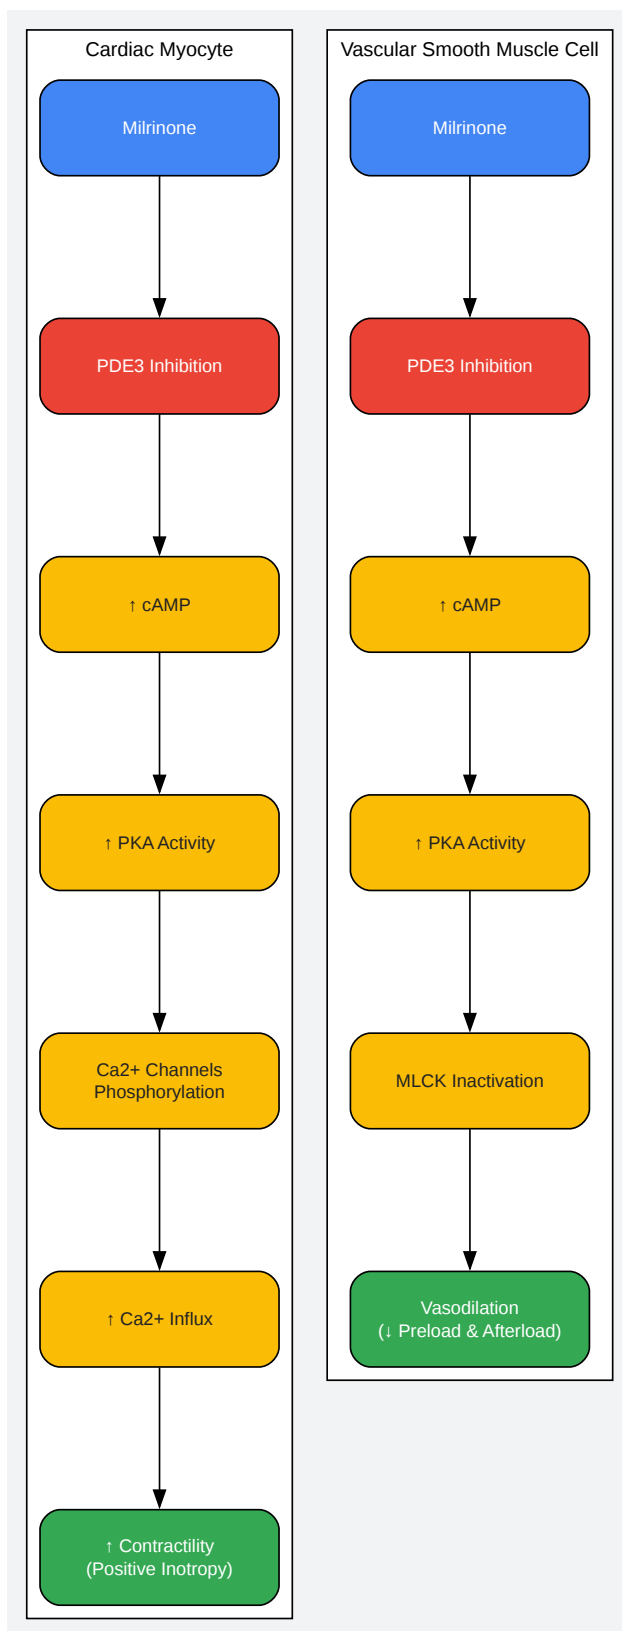 Cardiac Myocyte
Milrinone
PDE3 Inhibition
↑ cAMP
↑ PKA Activity
Ca2+ Channels
Phosphorylation
↑ Ca2+ Influx
↑ Contractility
(Positive Inotropy)
Vascular Smooth Muscle Cell
Milrinone
PDE3 Inhibition
↑ cAMP
↑ PKA Activity
MLCK Inactivation
Vasodilation
(↓ Preload & Afterload)